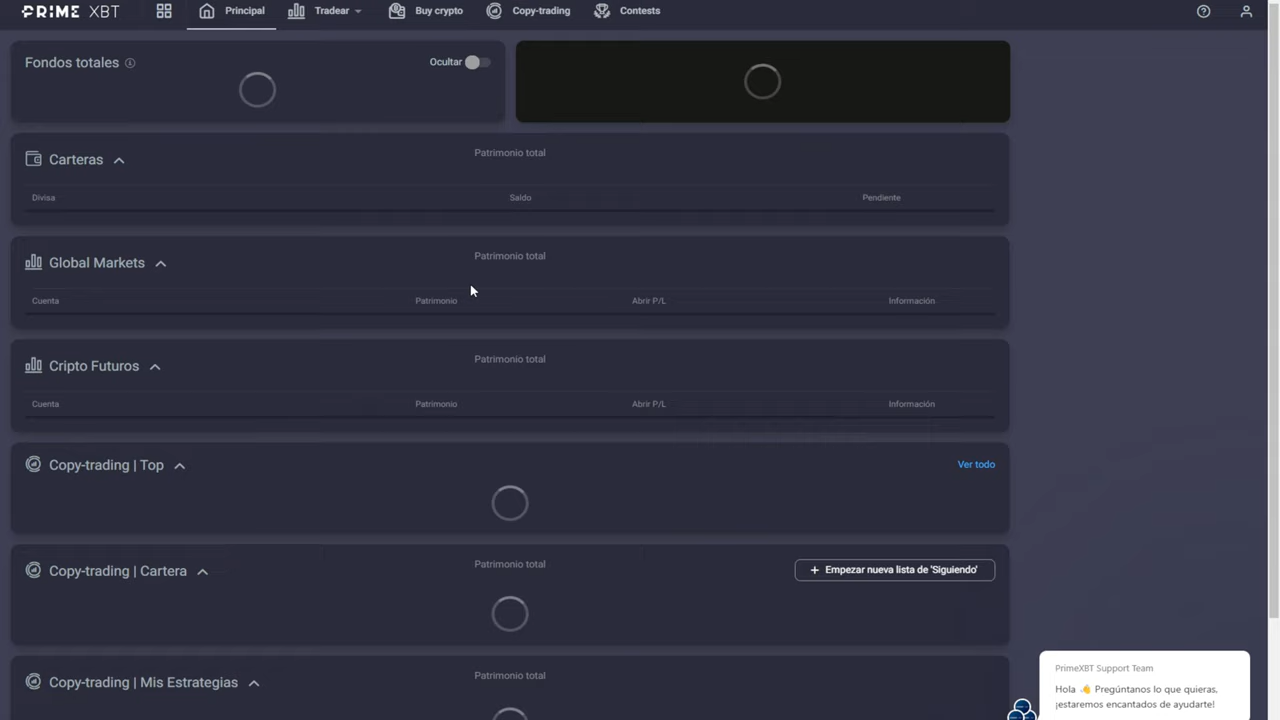 PRIME XBT
Principal
Tradear
Buy crypto
Copy-trading
Contests
Fondos totales
Ocultar
Carteras
Patrimonio total
Divisa
Saldo
Pendiente
Global Markets
Patrimonio total
Cuenta
Patrimonio
Abrir P/L
Información
Cripto Futuros
Patrimonio total
Cuenta
Patrimonio
Abrir P/L
Información
Copy-trading | Top
Ver todo
Copy-trading | Cartera
Patrimonio total
+ Empezar nueva lista de 'Siguiendo'
Copy-trading | Mis Estrategias
Patrimonio total
PrimeXBT Support Team
Hola 👋 Pregúntanos lo que quieras,
¡estaremos encantados de ayudarte!